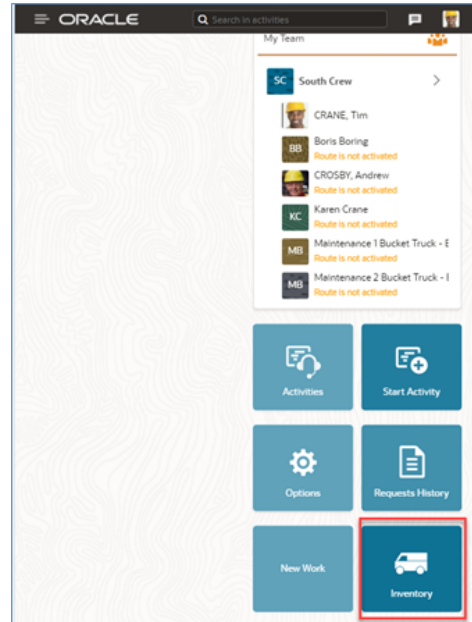 ORACLE
Search in activities
My Team
SC South Crew
CRANE, Tim
BB Boris Boring
Route is not activated
CROSBY, Andrew
Route is not activated
KC Karen Crane
Route is not activated
MB Maintenance 1 Bucket Truck - E
Route is not activated
MB Maintenance 2 Bucket Truck -
Route is not activated
Activities
Start Activity
Options
Requests History
New Work
Inventory